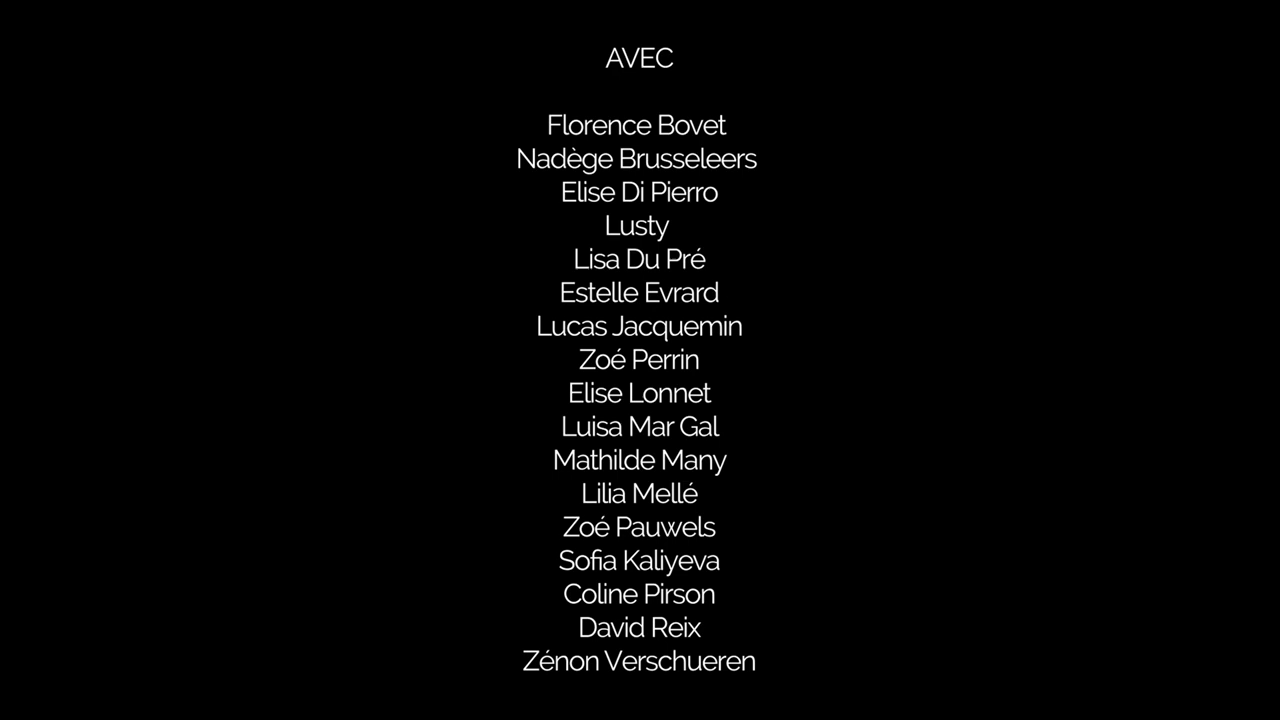 AVEC
Florence Bovet
Nadège Brusseleers
Elise Di Pierro
Lusty
Lisa Du Pré
Estelle Evrard
Lucas Jacquemin
Zoé Perrin
Elise Lonnet
Luisa Mar Gal
Mathilde Many
Lilia Mellé
Zoé Pauwels
Sofia Kaliyeva
Coline Pirson
David Reix
Zénon Verschueren